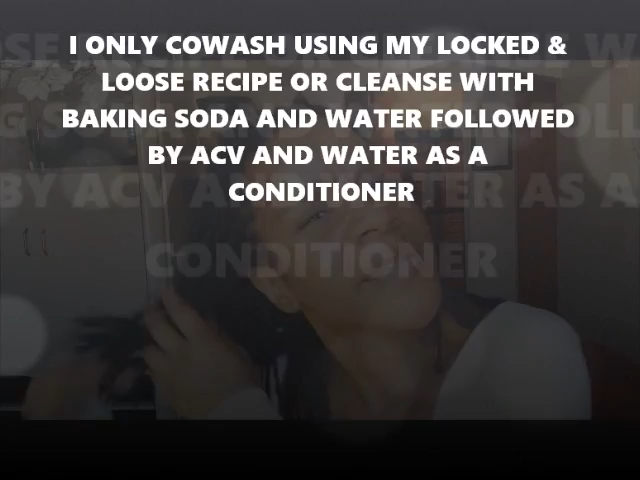 I ONLY COWASH USING MY LOCKED &
LOOSE RECIPE OR CLEANSE WITH
BAKING SODA AND WATER FOLLOWED
BY ACV AND WATER AS A
CONDITIONER